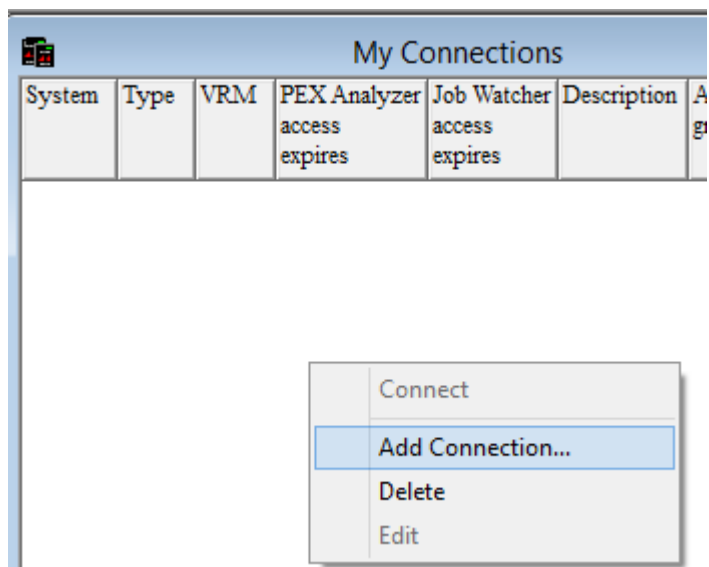 My Connections
System Type VRM PEX Analyzer Job Watcher Description A
access access gr
expires expires
Connect
Add Connection...
Delete
Edit